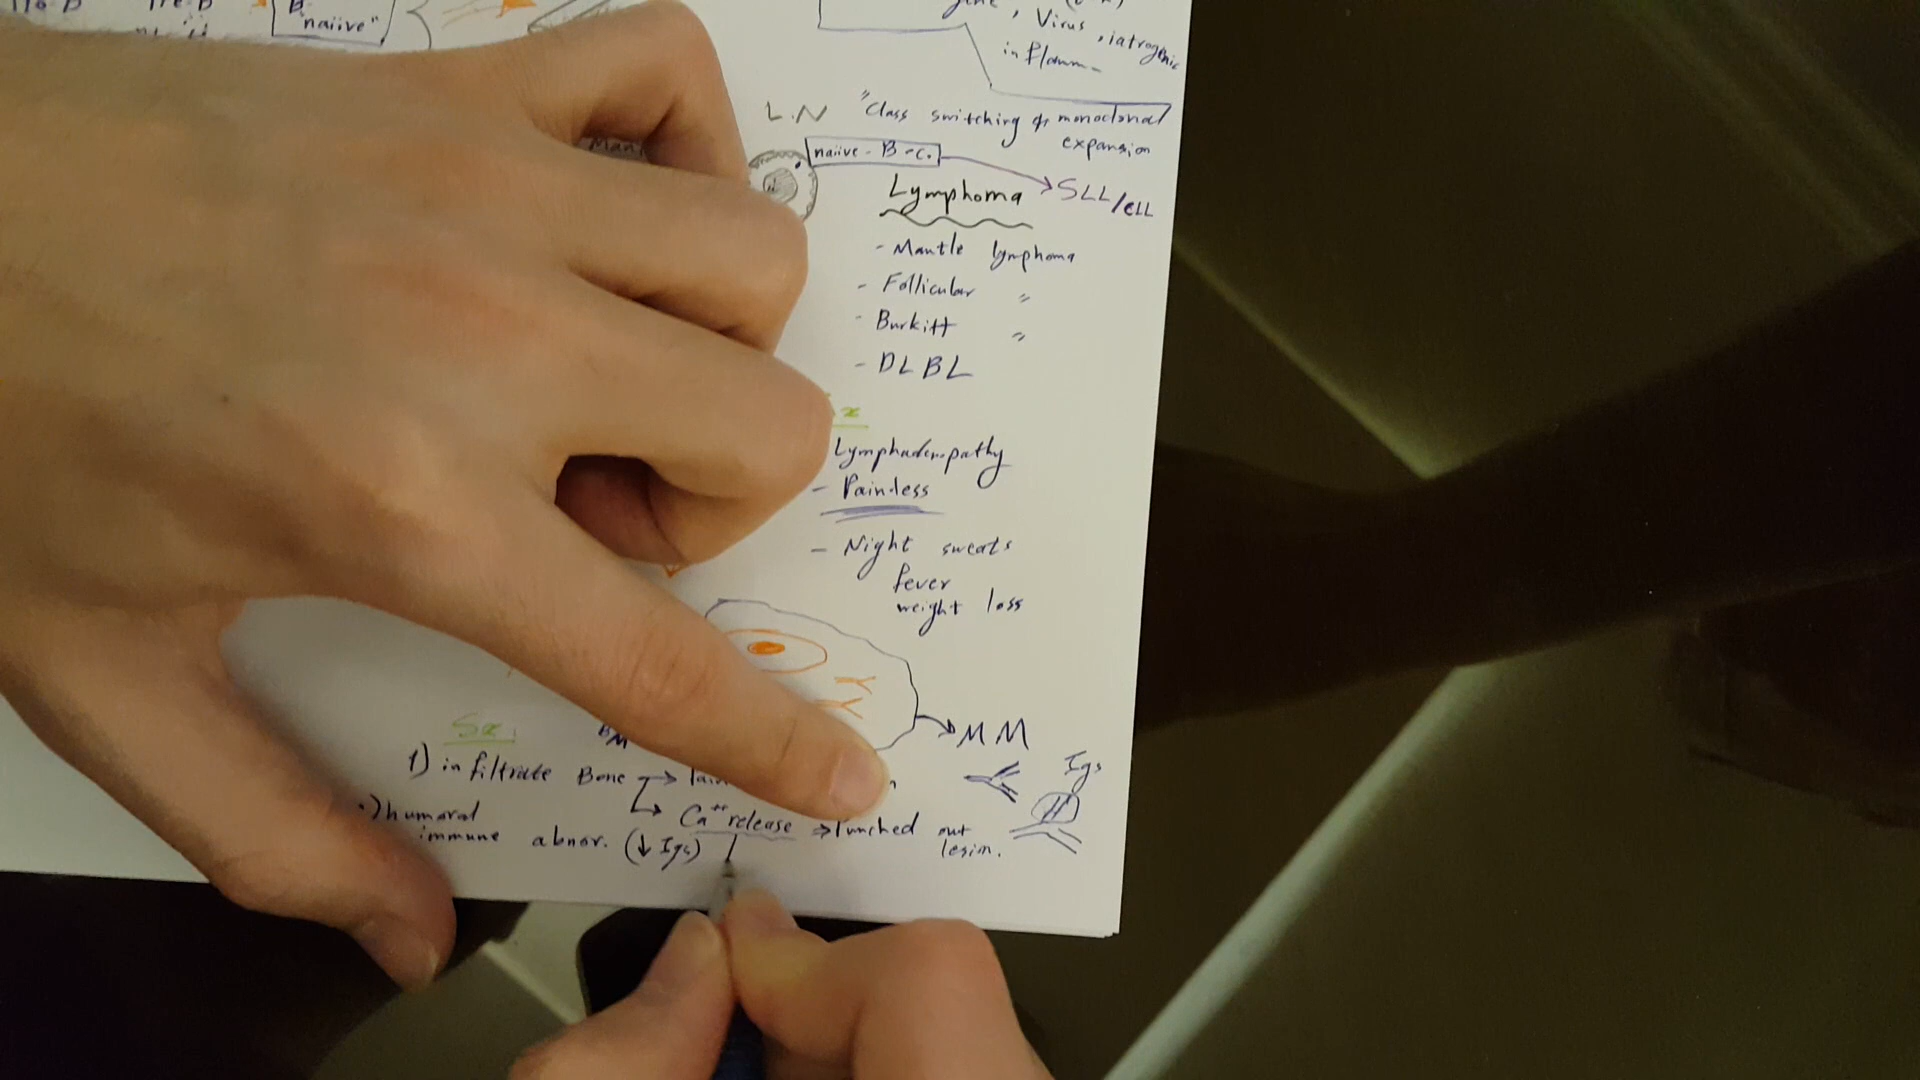 B
"naiive"
, Virus , iatrogenic
inflamm-
L.N
"Class switching & monoclonal
expansion
naiive - B-c.
Lymphoma
SLL/CLL
- Mantle lymphoma
- Follicular "
- Burkitt "
- DLBL
Lymphadenopathy
- Painless
- Night sweats
fever
weight loss
Sx
BM
MM
1) infiltrate Bone
Igs
Ca++ release
Punched out
lesion.
) humoral
immune abnor. (↓ Igs)